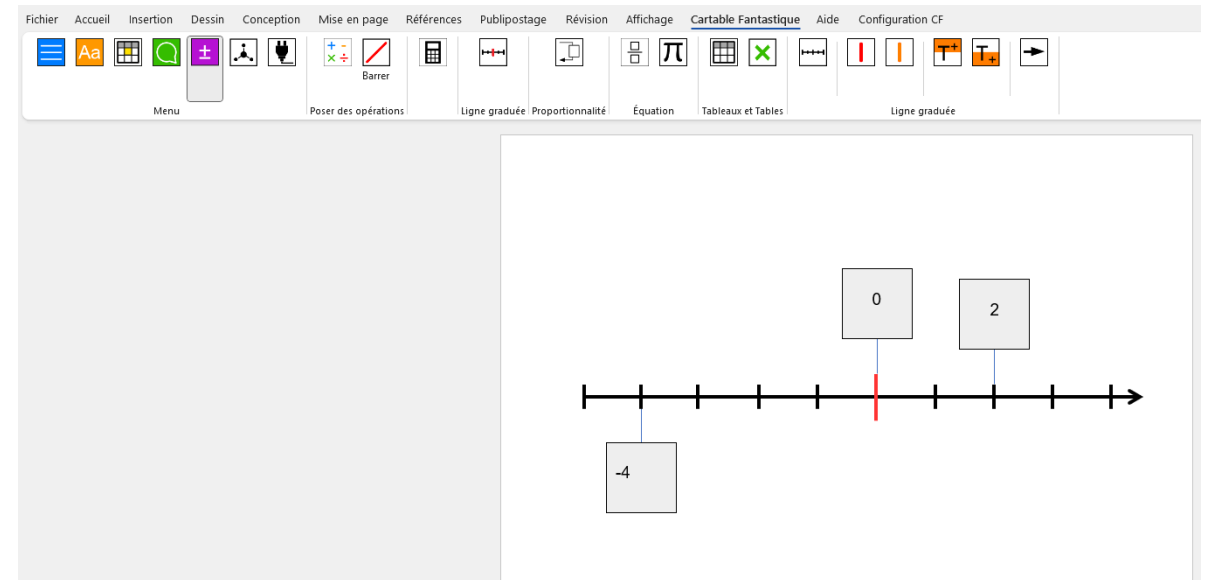 Fichier Accueil Insertion Dessin Conception Mise en page Références Publipostage Révision Affichage Cartable Fantastique Aide Configuration CF
Aa ± + - × ÷ π T+ T+
Barrer
Menu Poser des opérations Ligne graduée Proportionnalité Équation Tableaux et Tables Ligne graduée
0
2
-4